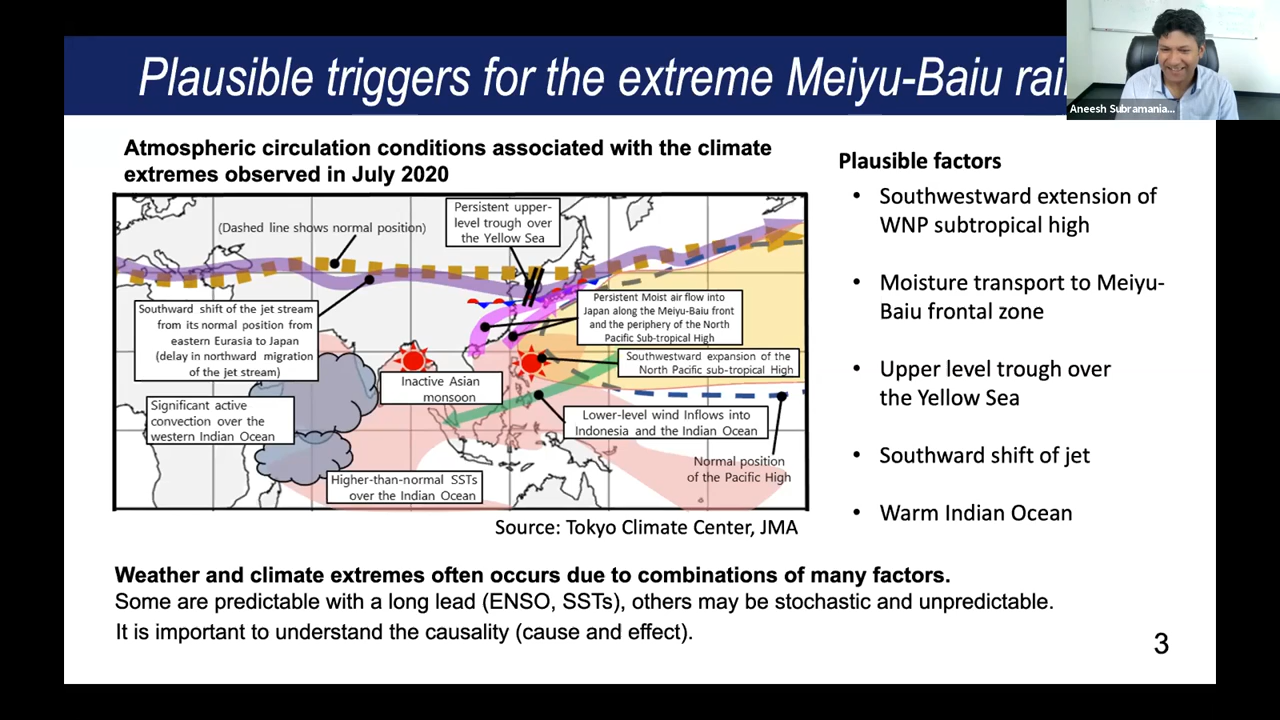 Plausible triggers for the extreme Meiyu-Baiu
Aneesh Subramania...
Atmospheric circulation conditions associated with the climate
extremes observed in July 2020
(Dashed line shows normal position)
Persistent upper-
level trough over
the Yellow Sea
Southward shift of the jet stream
from its normal position from
eastern Eurasia to Japan
(delay in northward migration
of the jet stream)
Persistent Moist air flow into
Japan along the Meiyu-Baiu front
and the periphery of the North
Pacific Sub-tropical High
Southwestward expansion of the
North Pacific sub-tropical High
Inactive Asian
monsoon
Significant active
convection over the
western Indian Ocean
Lower-level wind Inflows into
Indonesia and the Indian Ocean
Higher-than-normal SSTs
over the Indian Ocean
Normal position
of the Pacific High
Source: Tokyo Climate Center, JMA
Plausible factors
• Southwestward extension of
WNP subtropical high
• Moisture transport to Meiyu-
Baiu frontal zone
• Upper level trough over
the Yellow Sea
• Southward shift of jet
• Warm Indian Ocean
Weather and climate extremes often occurs due to combinations of many factors.
Some are predictable with a long lead (ENSO, SSTs), others may be stochastic and unpredictable.
It is important to understand the causality (cause and effect).
3